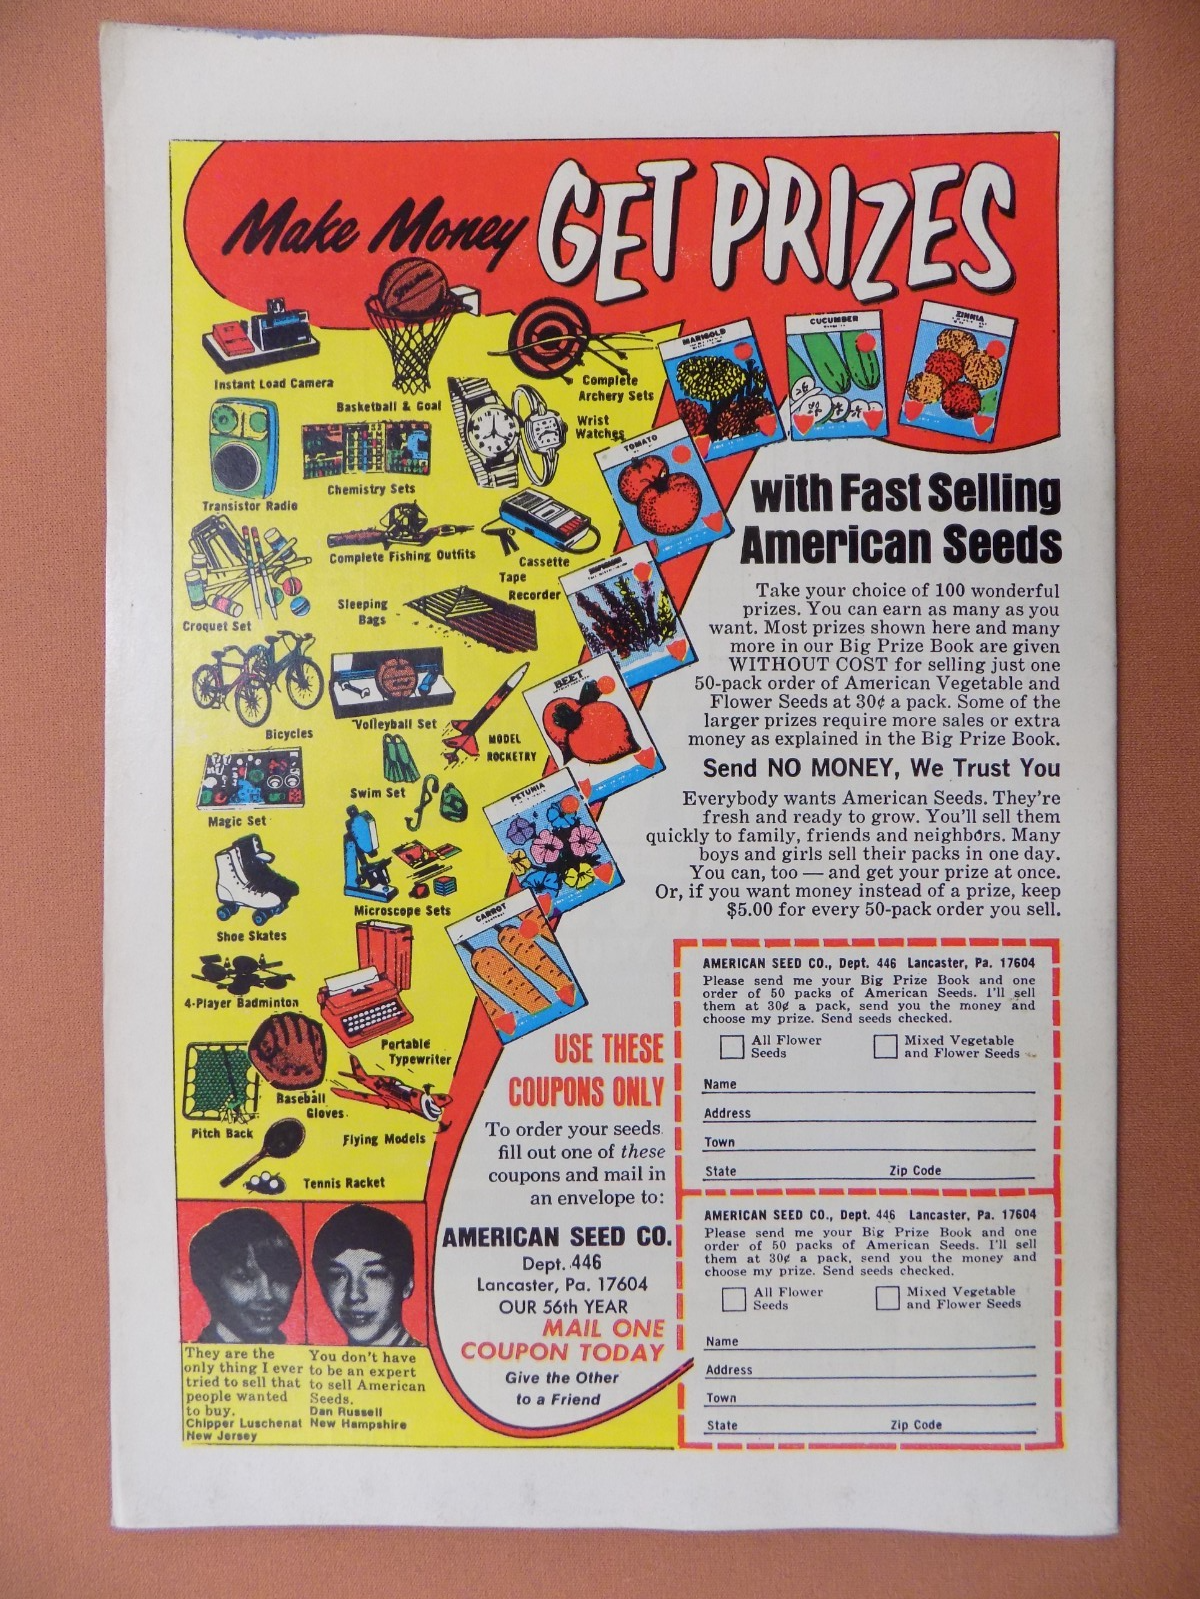 Make Money GET PRIZES
Instant Load Camera
Basketball & Goal
Complete
Archery Sets
Wrist
Watches
Transistor Radio
Chemistry Sets
Complete Fishing Outfits
Cassette
Tape
Recorder
Croquet Set
Sleeping
Bags
Bicycles
Volleyball Set
MODEL
ROCKETRY
Magic Set
Swim Set
Shoe Skates
Microscope Sets
4-Player Badminton
Portable
Typewriter
Pitch Back
Baseball
Gloves
Flying Models
Tennis Racket
MARIGOLD
CUCUMBER
ZINNIA
TOMATO
BEET
PETUNIA
CARROT
with Fast Selling
American Seeds
Take your choice of 100 wonderful
prizes. You can earn as many as you
want. Most prizes shown here and many
more in our Big Prize Book are given
WITHOUT COST for selling just one
50-pack order of American Vegetable and
Flower Seeds at 30¢ a pack. Some of the
larger prizes require more sales or extra
money as explained in the Big Prize Book.
Send NO MONEY, We Trust You
Everybody wants American Seeds. They're
fresh and ready to grow. You'll sell them
quickly to family, friends and neighbors. Many
boys and girls sell their packs in one day.
You can, too — and get your prize at once.
Or, if you want money instead of a prize, keep
$5.00 for every 50-pack order you sell.
USE THESE
COUPONS ONLY
To order your seeds
fill out one of these
coupons and mail in
an envelope to:
AMERICAN SEED CO.
Dept. 446
Lancaster, Pa. 17604
OUR 56th YEAR
MAIL ONE
COUPON TODAY
Give the Other
to a Friend
AMERICAN SEED CO., Dept. 446 Lancaster, Pa. 17604
Please send me your Big Prize Book and one
order of 50 packs of American Seeds. I'll sell
them at 30¢ a pack, send you the money and
choose my prize. Send seeds checked.
All Flower
Seeds
Mixed Vegetable
and Flower Seeds
Name
Address
Town
State Zip Code
AMERICAN SEED CO., Dept. 446 Lancaster, Pa. 17604
Please send me your Big Prize Book and one
order of 50 packs of American Seeds. I'll sell
them at 30¢ a pack, send you the money and
choose my prize. Send seeds checked.
All Flower
Seeds
Mixed Vegetable
and Flower Seeds
Name
Address
Town
State Zip Code
They are the
only thing I ever
tried to sell that
people wanted
to buy.
Chipper Luschenat
New Jersey
You don't have
to be an expert
to sell American
Seeds.
Dan Russell
New Hampshire